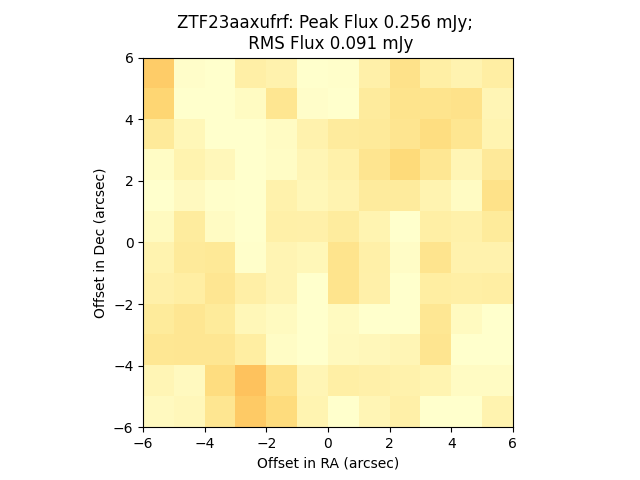 ZTF23aaxufrf: Peak Flux 0.256 mJy;
RMS Flux 0.091 mJy
6
4
2
0
−2
−4
−6
Offset in Dec (arcsec)
−6 −4 −2 0 2 4 6
Offset in RA (arcsec)